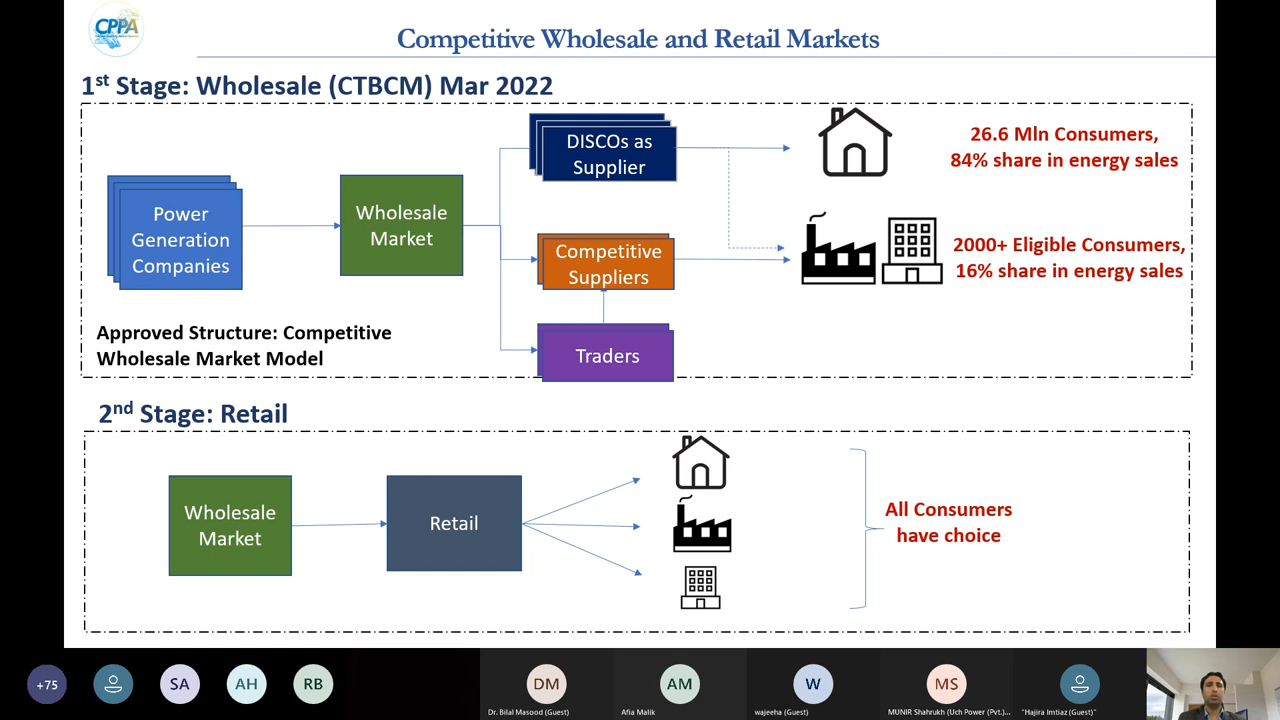 CPPA
Competitive Wholesale and Retail Markets
1st Stage: Wholesale (CTBCM) Mar 2022
Power
Generation
Companies
Wholesale
Market
DISCOs as
Supplier
Competitive
Suppliers
Traders
26.6 Mln Consumers,
84% share in energy sales
2000+ Eligible Consumers,
16% share in energy sales
Approved Structure: Competitive
Wholesale Market Model
2nd Stage: Retail
Wholesale
Market
Retail
All Consumers
have choice
+75
SA
AH
RB
DM
Dr. Bilal Masood (Guest)
AM
Afia Malik
W
wajeeha (Guest)
MS
MUNIR Shahrukh (Uch Power (Pvt.)...
"Hajira Imtiaz (Guest)"